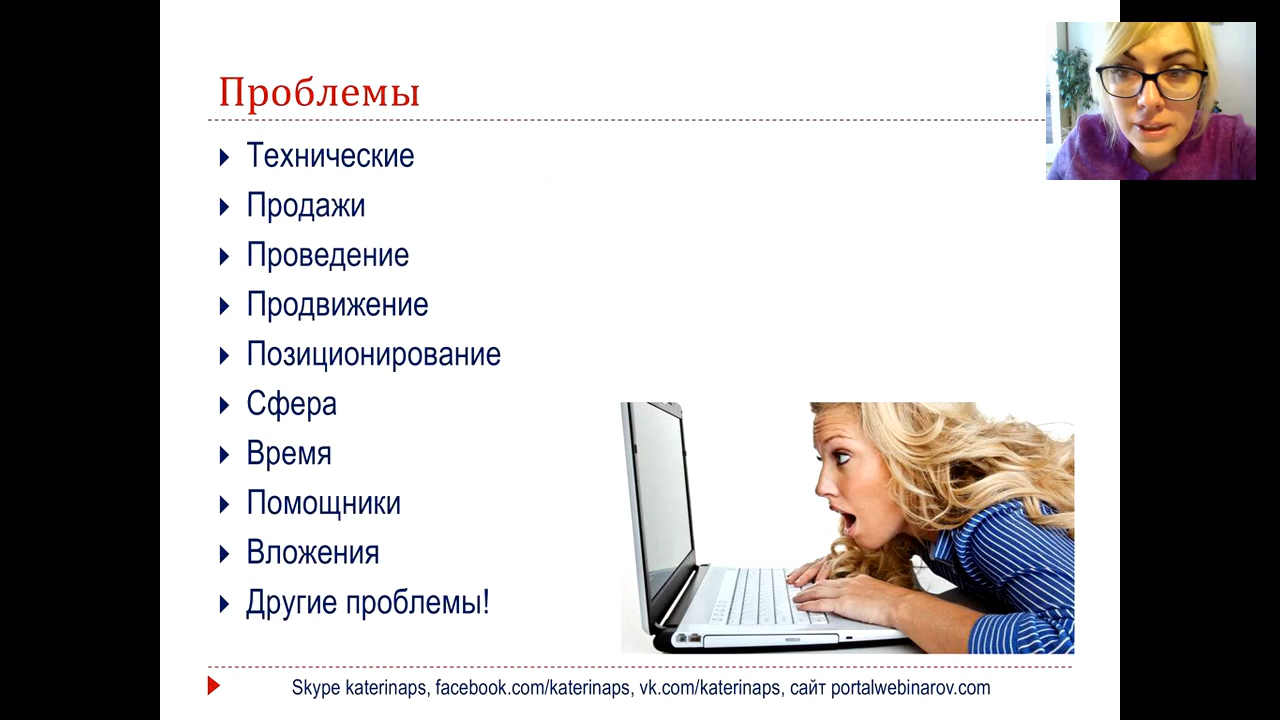 Проблемы
Технические
Продажи
Проведение
Продвижение
Позиционирование
Сфера
Время
Помощники
Вложения
Другие проблемы!
Skype katerinaps, facebook.com/katerinaps, vk.com/katerinaps, сайт portalwebinarov.com